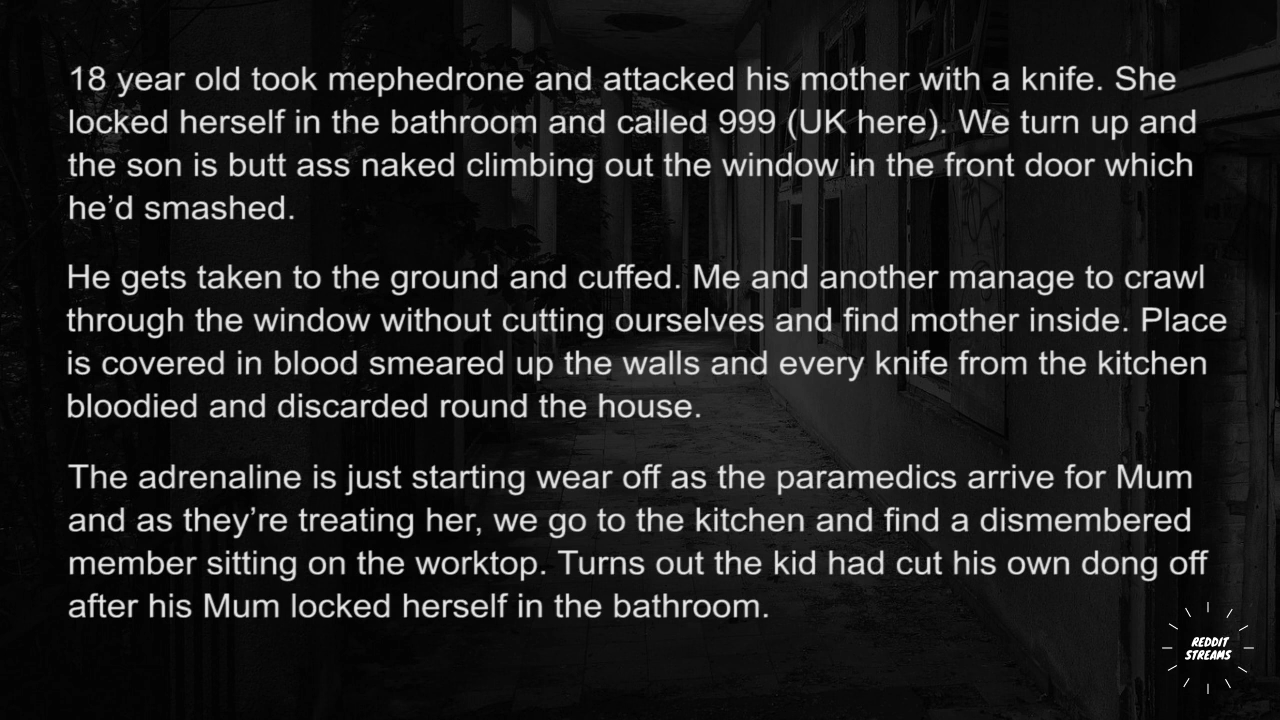 18 year old took mephedrone and attacked his mother with a knife. She
locked herself in the bathroom and called 999 (UK here). We turn up and
the son is butt ass naked climbing out the window in the front door which
he’d smashed.
He gets taken to the ground and cuffed. Me and another manage to crawl
through the window without cutting ourselves and find mother inside. Place
is covered in blood smeared up the walls and every knife from the kitchen
bloodied and discarded round the house.
The adrenaline is just starting wear off as the paramedics arrive for Mum
and as they’re treating her, we go to the kitchen and find a dismembered
member sitting on the worktop. Turns out the kid had cut his own dong off
after his Mum locked herself in the bathroom.
REDDIT
STREAMS